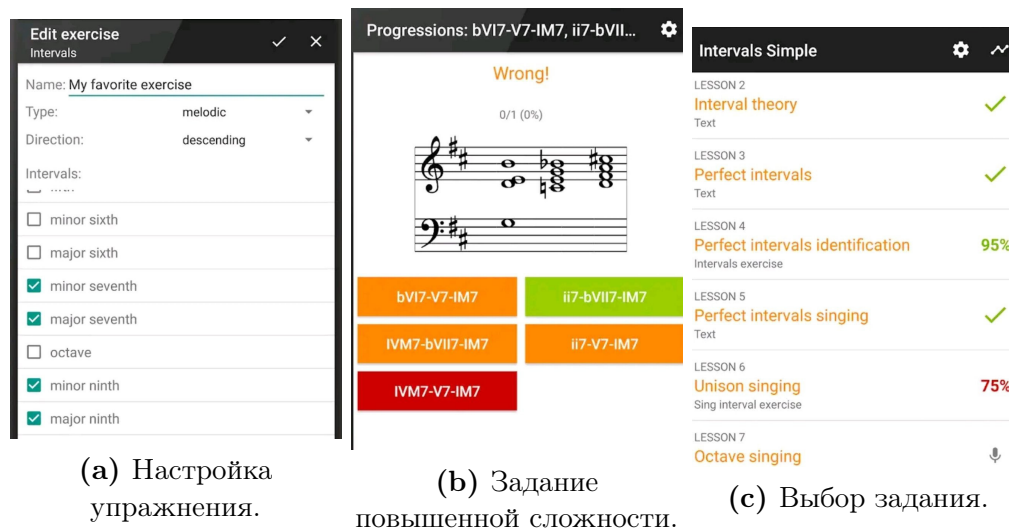 Edit exercise
Intervals
Name: My favorite exercise
Type: melodic
Direction: descending
Intervals:
minor sixth
major sixth
minor seventh
major seventh
octave
minor ninth
major ninth
(a) Настройка
упражнения.
Progressions: bVI7-V7-IM7, ii7-bVII...
Wrong!
0/1 (0%)
bVI7-V7-IM7 ii7-bVII7-IM7
IVM7-bVII7-IM7 ii7-V7-IM7
IVM7-V7-IM7
(b) Задание
повышенной сложности.
Intervals Simple
LESSON 2
Interval theory
Text
LESSON 3
Perfect intervals
Text
LESSON 4
Perfect intervals identification 95%
Intervals exercise
LESSON 5
Perfect intervals singing
Text
LESSON 6
Unison singing 75%
Sing interval exercise
LESSON 7
Octave singing
(c) Выбор задания.